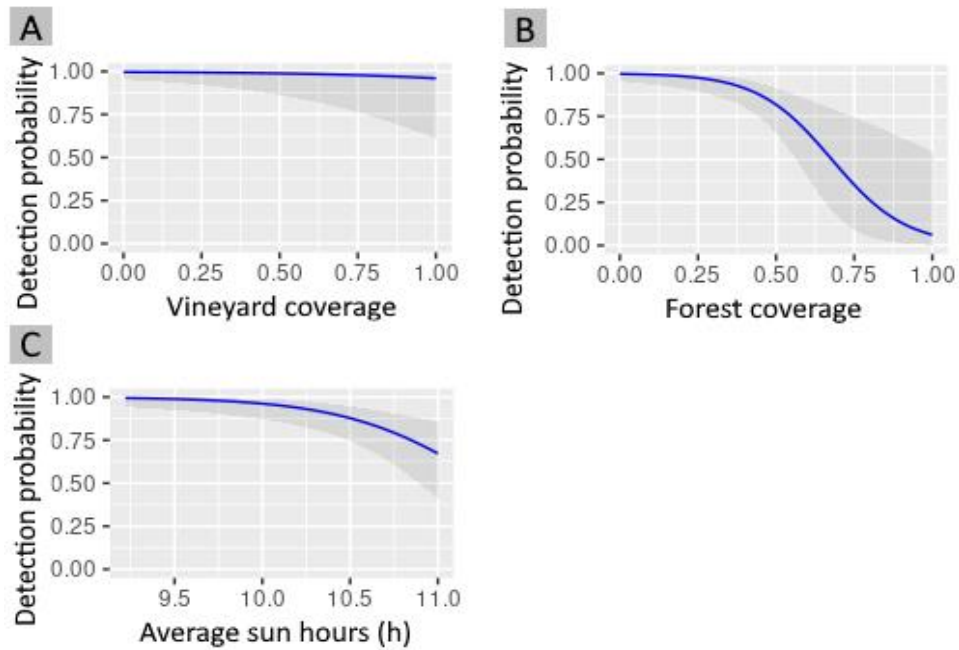 A
Detection probability
1.00
0.75
0.50
0.25
0.00
0.00 0.25 0.50 0.75 1.00
Vineyard coverage
B
Detection probability
1.00
0.75
0.50
0.25
0.00
0.00 0.25 0.50 0.75 1.00
Forest coverage
C
Detection probability
1.00
0.75
0.50
0.25
0.00
9.5 10.0 10.5 11.0
Average sun hours (h)